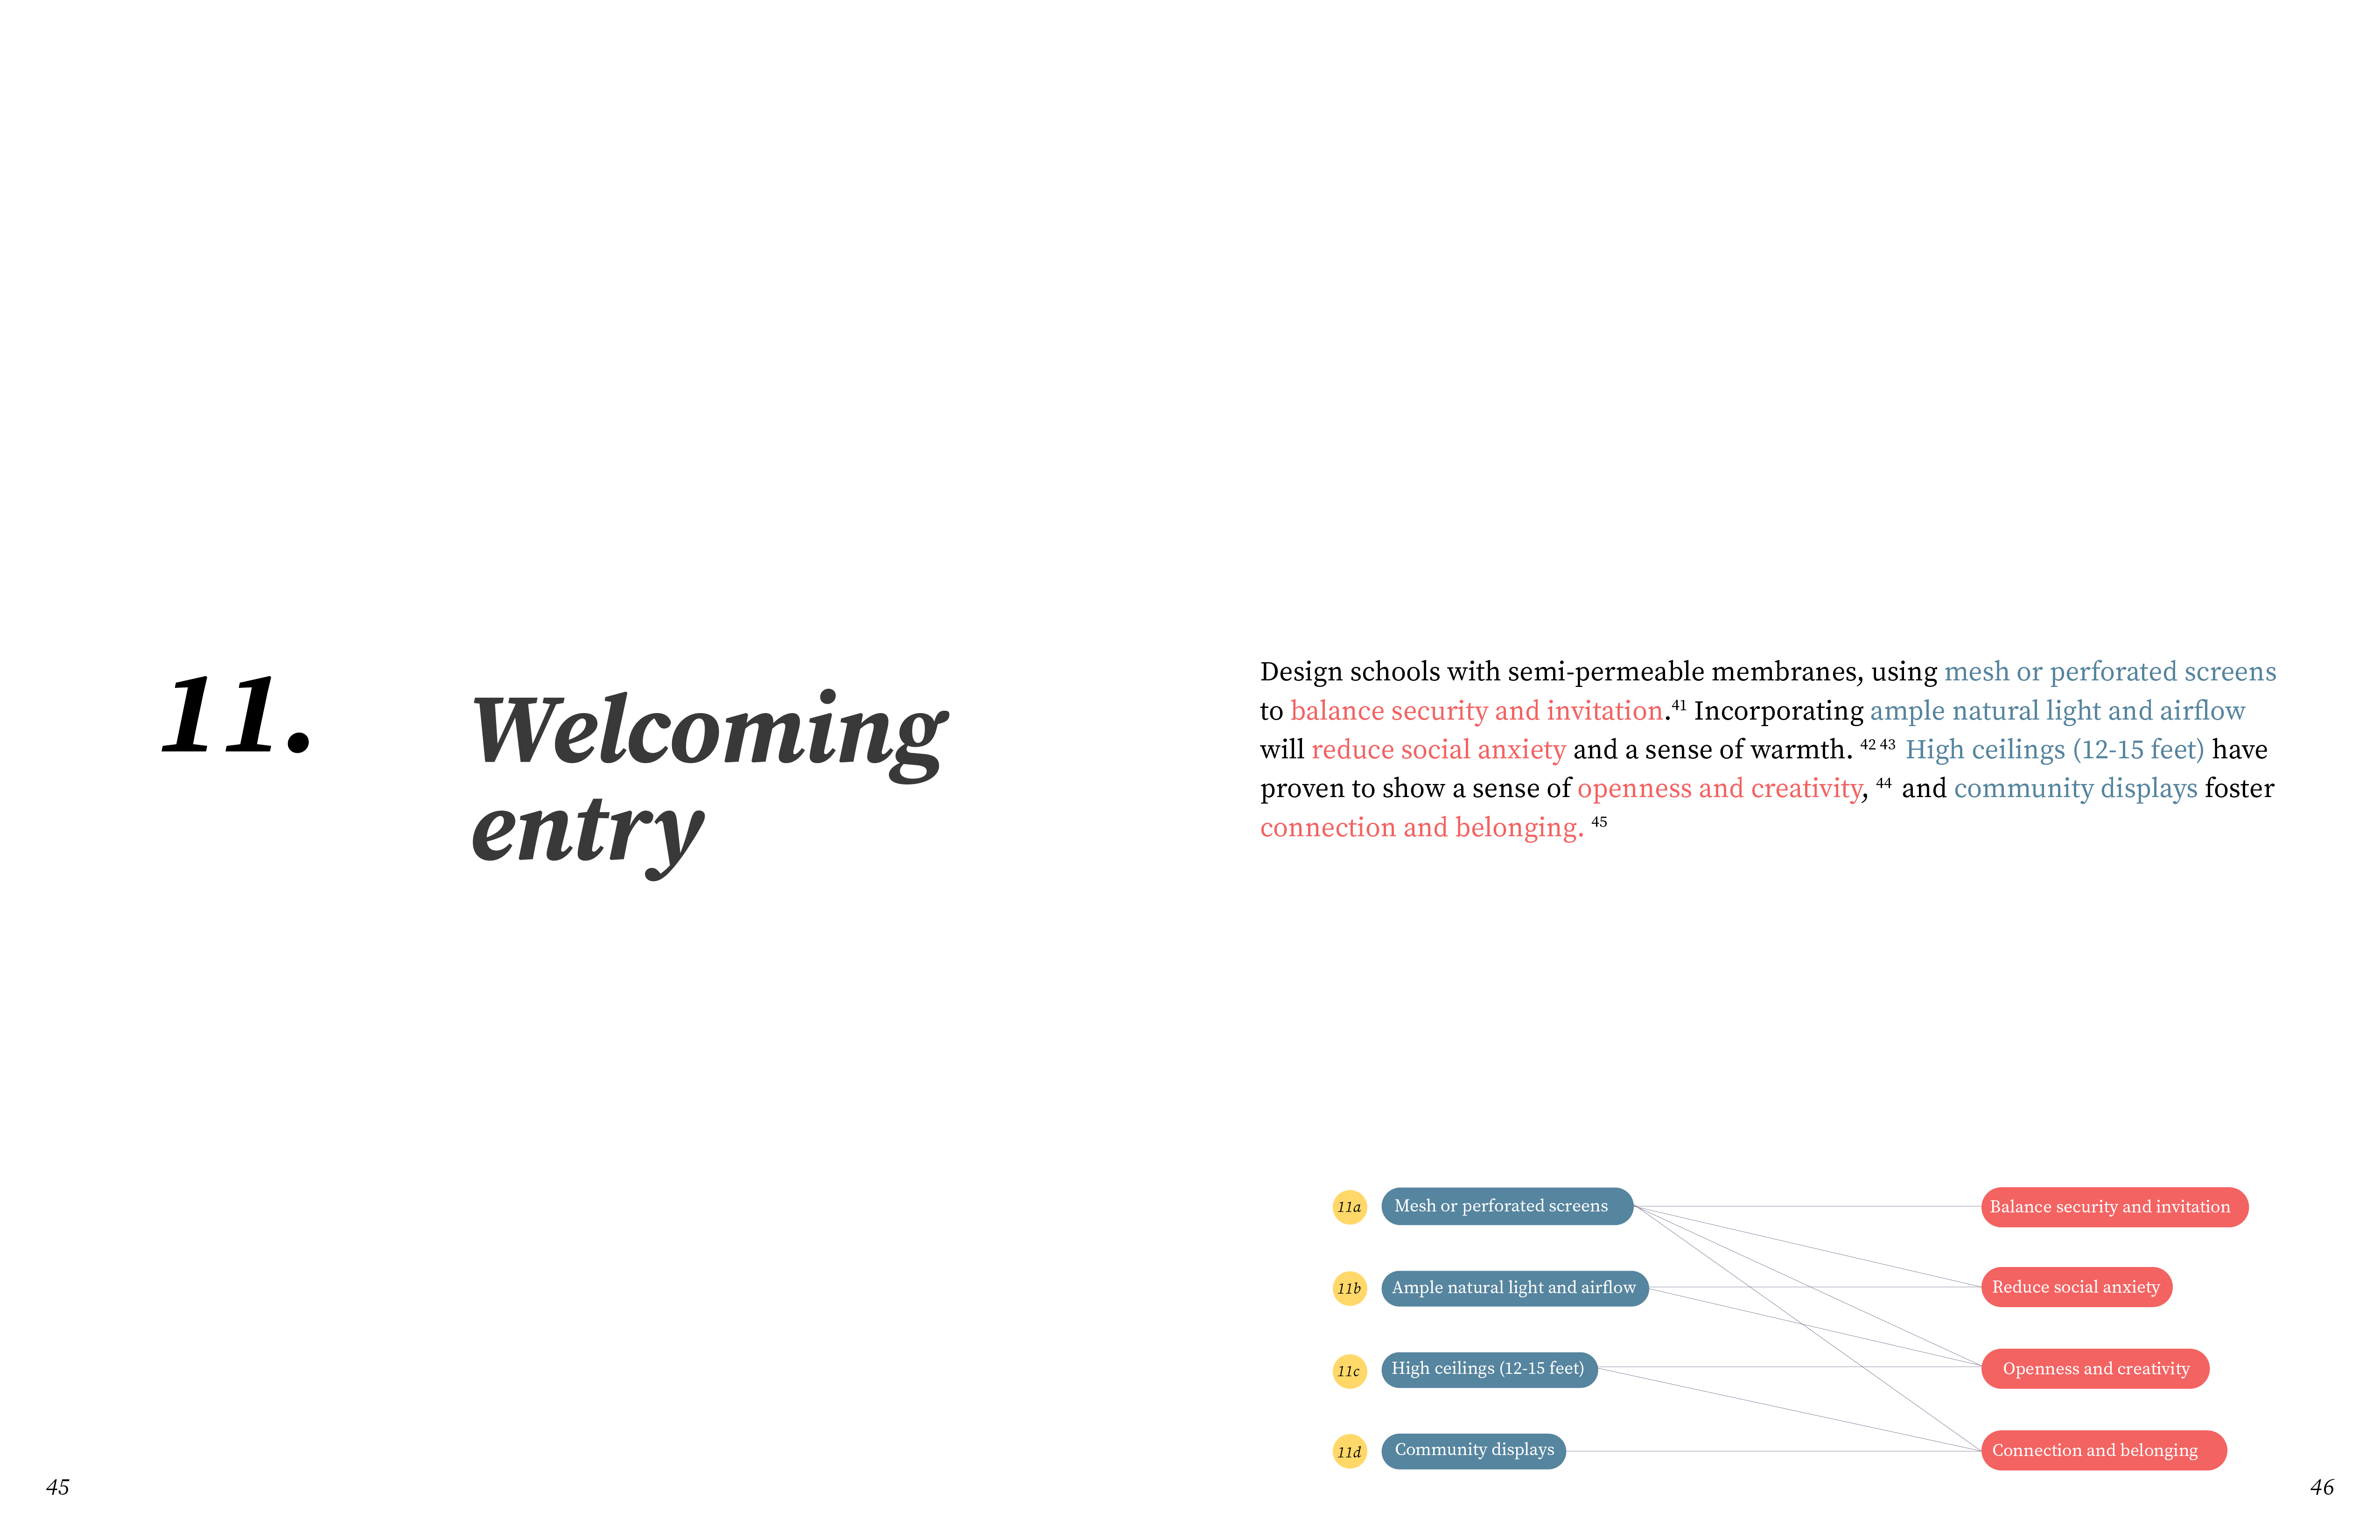 11.
Welcoming
entry
Design schools with semi-permeable membranes, using mesh or perforated screens
to balance security and invitation.41 Incorporating ample natural light and airflow
will reduce social anxiety and a sense of warmth. 42 43 High ceilings (12-15 feet) have
proven to show a sense of openness and creativity, 44 and community displays foster
connection and belonging. 45
11a Mesh or perforated screens Balance security and invitation
11b Ample natural light and airflow Reduce social anxiety
11c High ceilings (12-15 feet) Openness and creativity
11d Community displays Connection and belonging
45
46